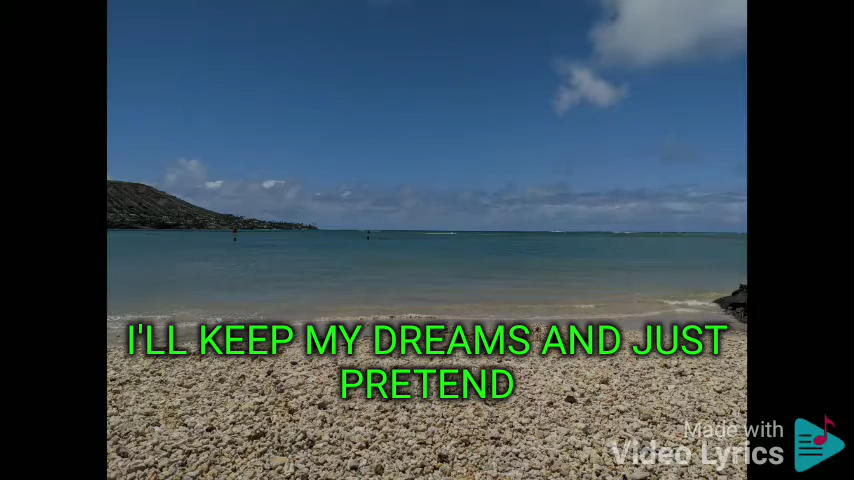 I'LL KEEP MY DREAMS AND JUST
PRETEND
Made with
Video Lyrics